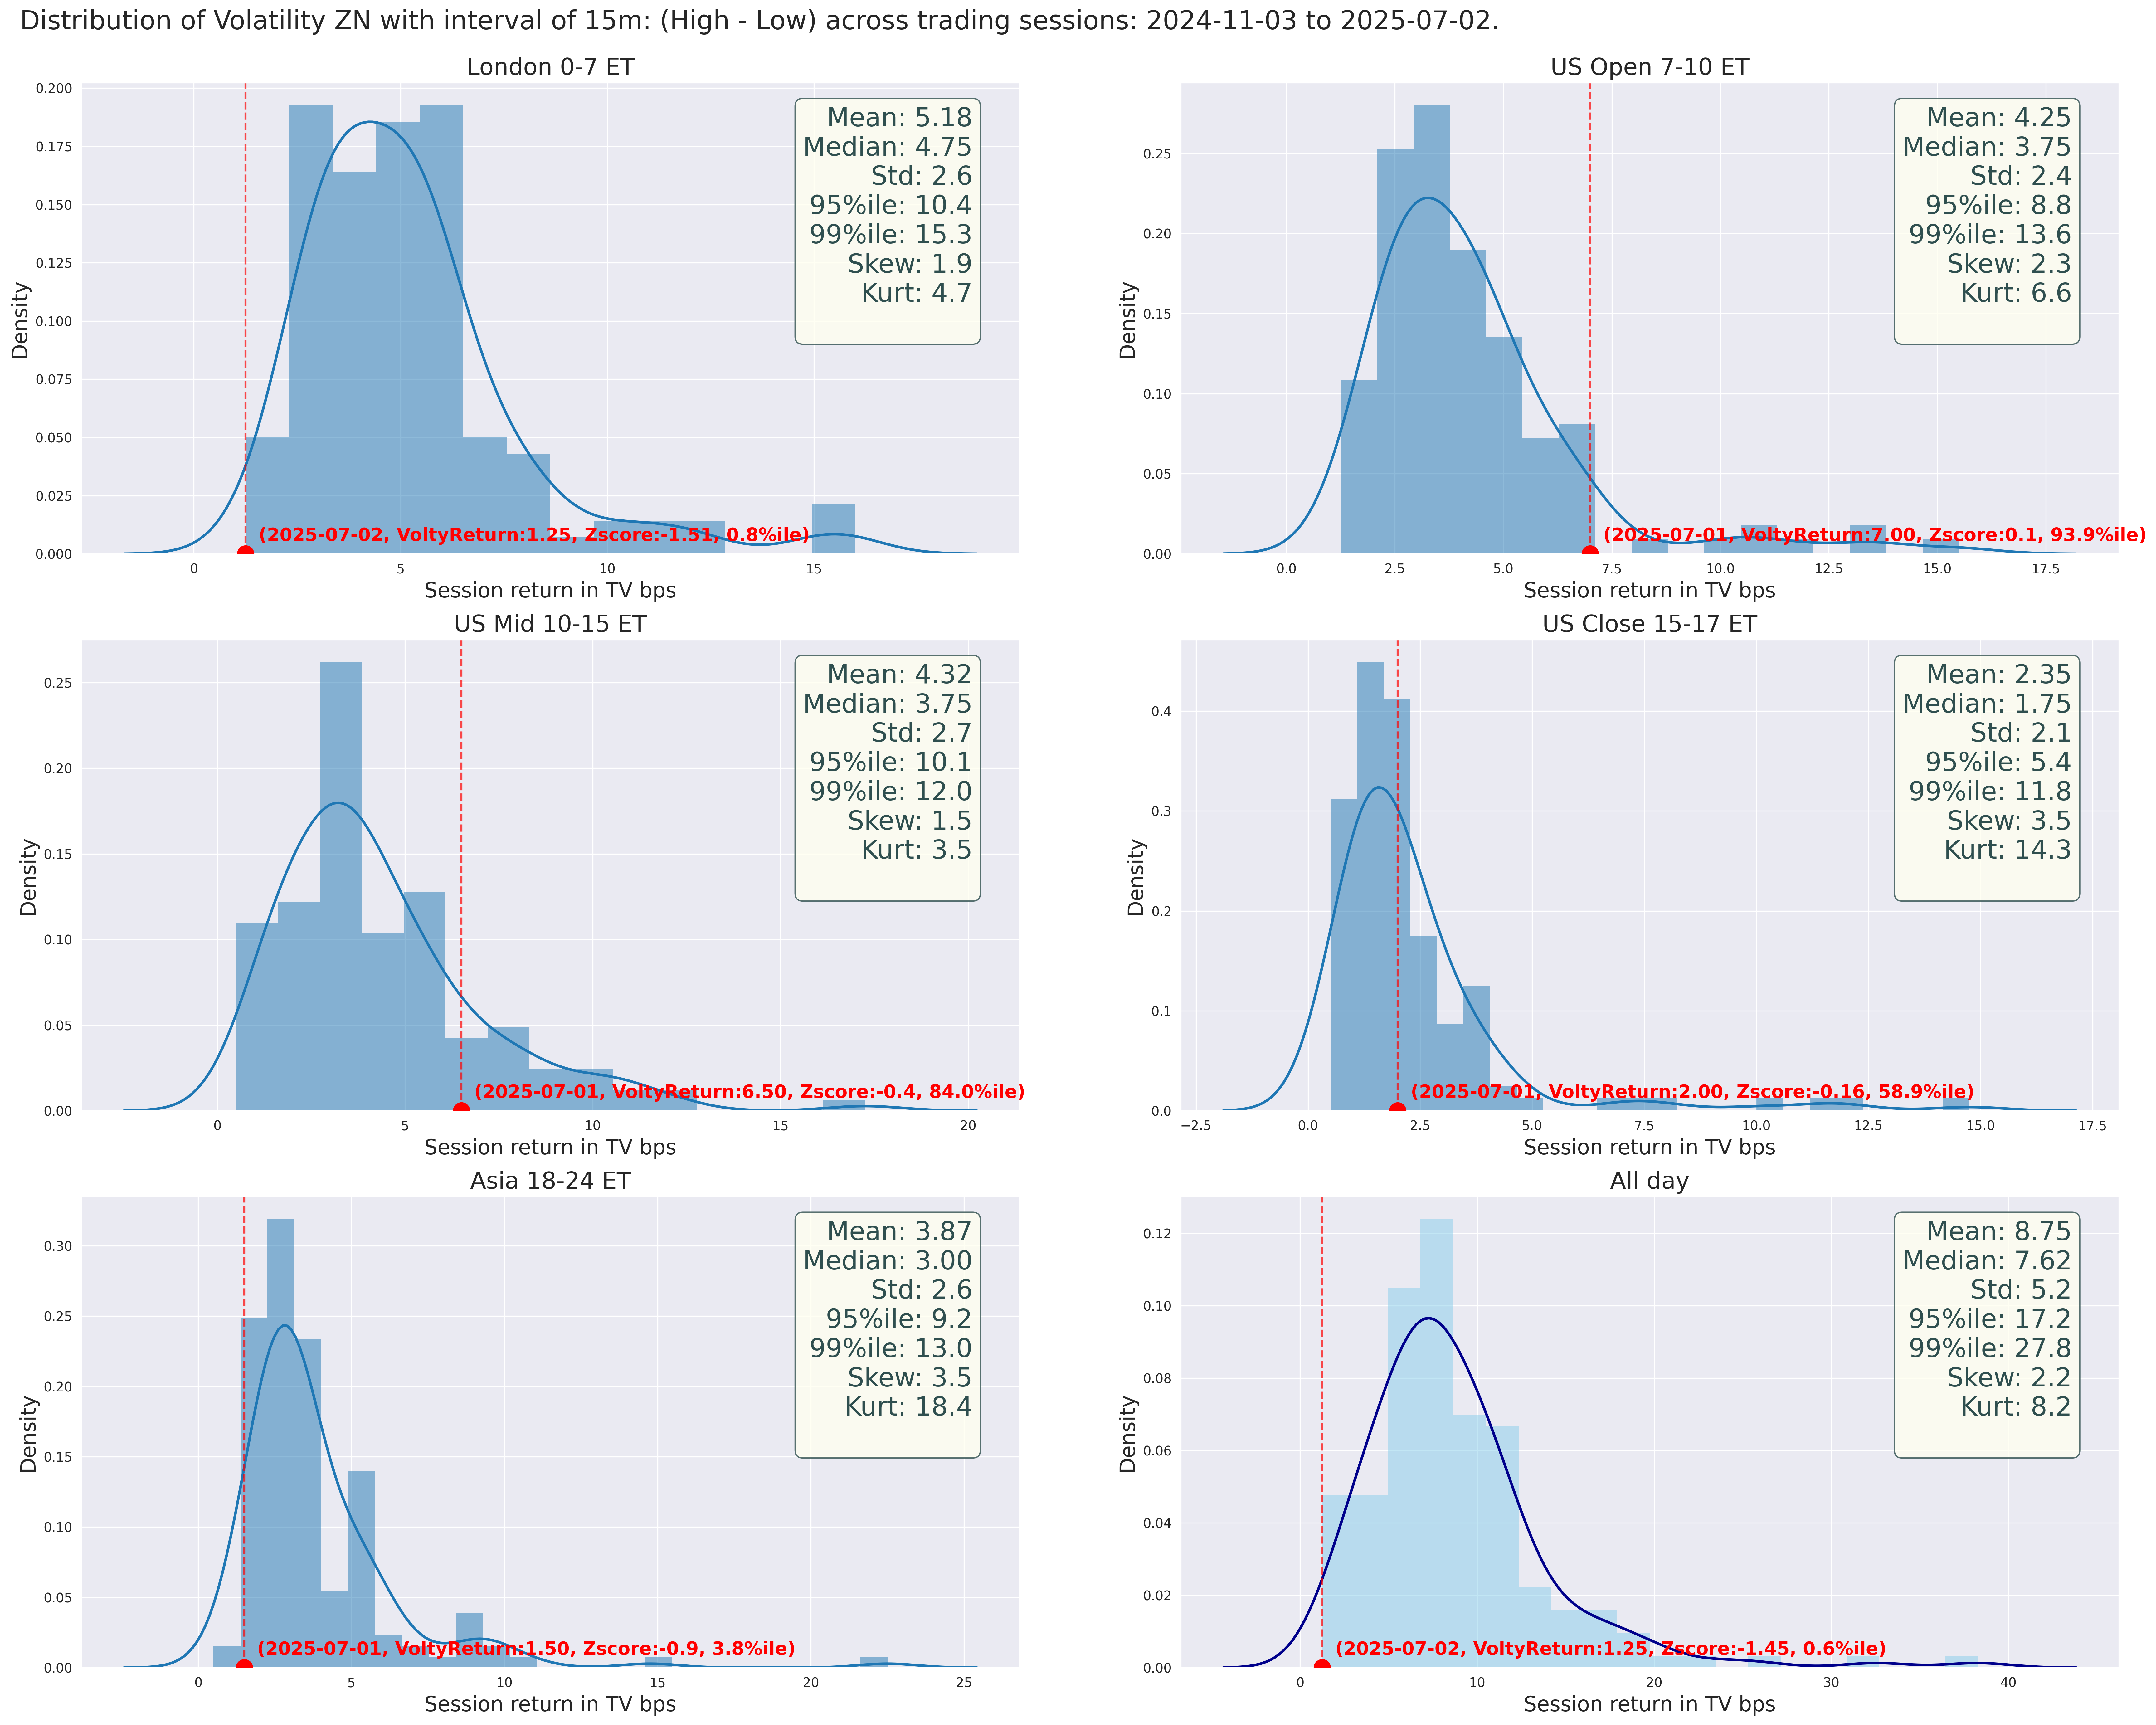 Distribution of Volatility ZN with interval of 15m: (High - Low) across trading sessions: 2024-11-03 to 2025-07-02.
London 0-7 ET
0.200
0.175
0.150
0.125
0.100
0.075
0.050
0.025
0.000
Density
Mean: 5.18
Median: 4.75
Std: 2.6
95%ile: 10.4
99%ile: 15.3
Skew: 1.9
Kurt: 4.7
(2025-07-02, VoltyReturn:1.25, Zscore:-1.51, 0.8%ile)
0 5 10 15
Session return in TV bps
US Open 7-10 ET
0.25
0.20
0.15
0.10
0.05
0.00
Density
Mean: 4.25
Median: 3.75
Std: 2.4
95%ile: 8.8
99%ile: 13.6
Skew: 2.3
Kurt: 6.6
(2025-07-01, VoltyReturn:7.00, Zscore:0.1, 93.9%ile)
0.0 2.5 5.0 7.5 10.0 12.5 15.0 17.5
Session return in TV bps
US Mid 10-15 ET
0.25
0.20
0.15
0.10
0.05
0.00
Density
Mean: 4.32
Median: 3.75
Std: 2.7
95%ile: 10.1
99%ile: 12.0
Skew: 1.5
Kurt: 3.5
(2025-07-01, VoltyReturn:6.50, Zscore:-0.4, 84.0%ile)
0 5 10 15 20
Session return in TV bps
US Close 15-17 ET
0.4
0.3
0.2
0.1
0.0
Density
Mean: 2.35
Median: 1.75
Std: 2.1
95%ile: 5.4
99%ile: 11.8
Skew: 3.5
Kurt: 14.3
(2025-07-01, VoltyReturn:2.00, Zscore:-0.16, 58.9%ile)
−2.5 0.0 2.5 5.0 7.5 10.0 12.5 15.0 17.5
Session return in TV bps
Asia 18-24 ET
0.30
0.25
0.20
0.15
0.10
0.05
0.00
Density
Mean: 3.87
Median: 3.00
Std: 2.6
95%ile: 9.2
99%ile: 13.0
Skew: 3.5
Kurt: 18.4
(2025-07-01, VoltyReturn:1.50, Zscore:-0.9, 3.8%ile)
0 5 10 15 20 25
Session return in TV bps
All day
0.12
0.10
0.08
0.06
0.04
0.02
0.00
Density
Mean: 8.75
Median: 7.62
Std: 5.2
95%ile: 17.2
99%ile: 27.8
Skew: 2.2
Kurt: 8.2
(2025-07-02, VoltyReturn:1.25, Zscore:-1.45, 0.6%ile)
0 10 20 30 40
Session return in TV bps